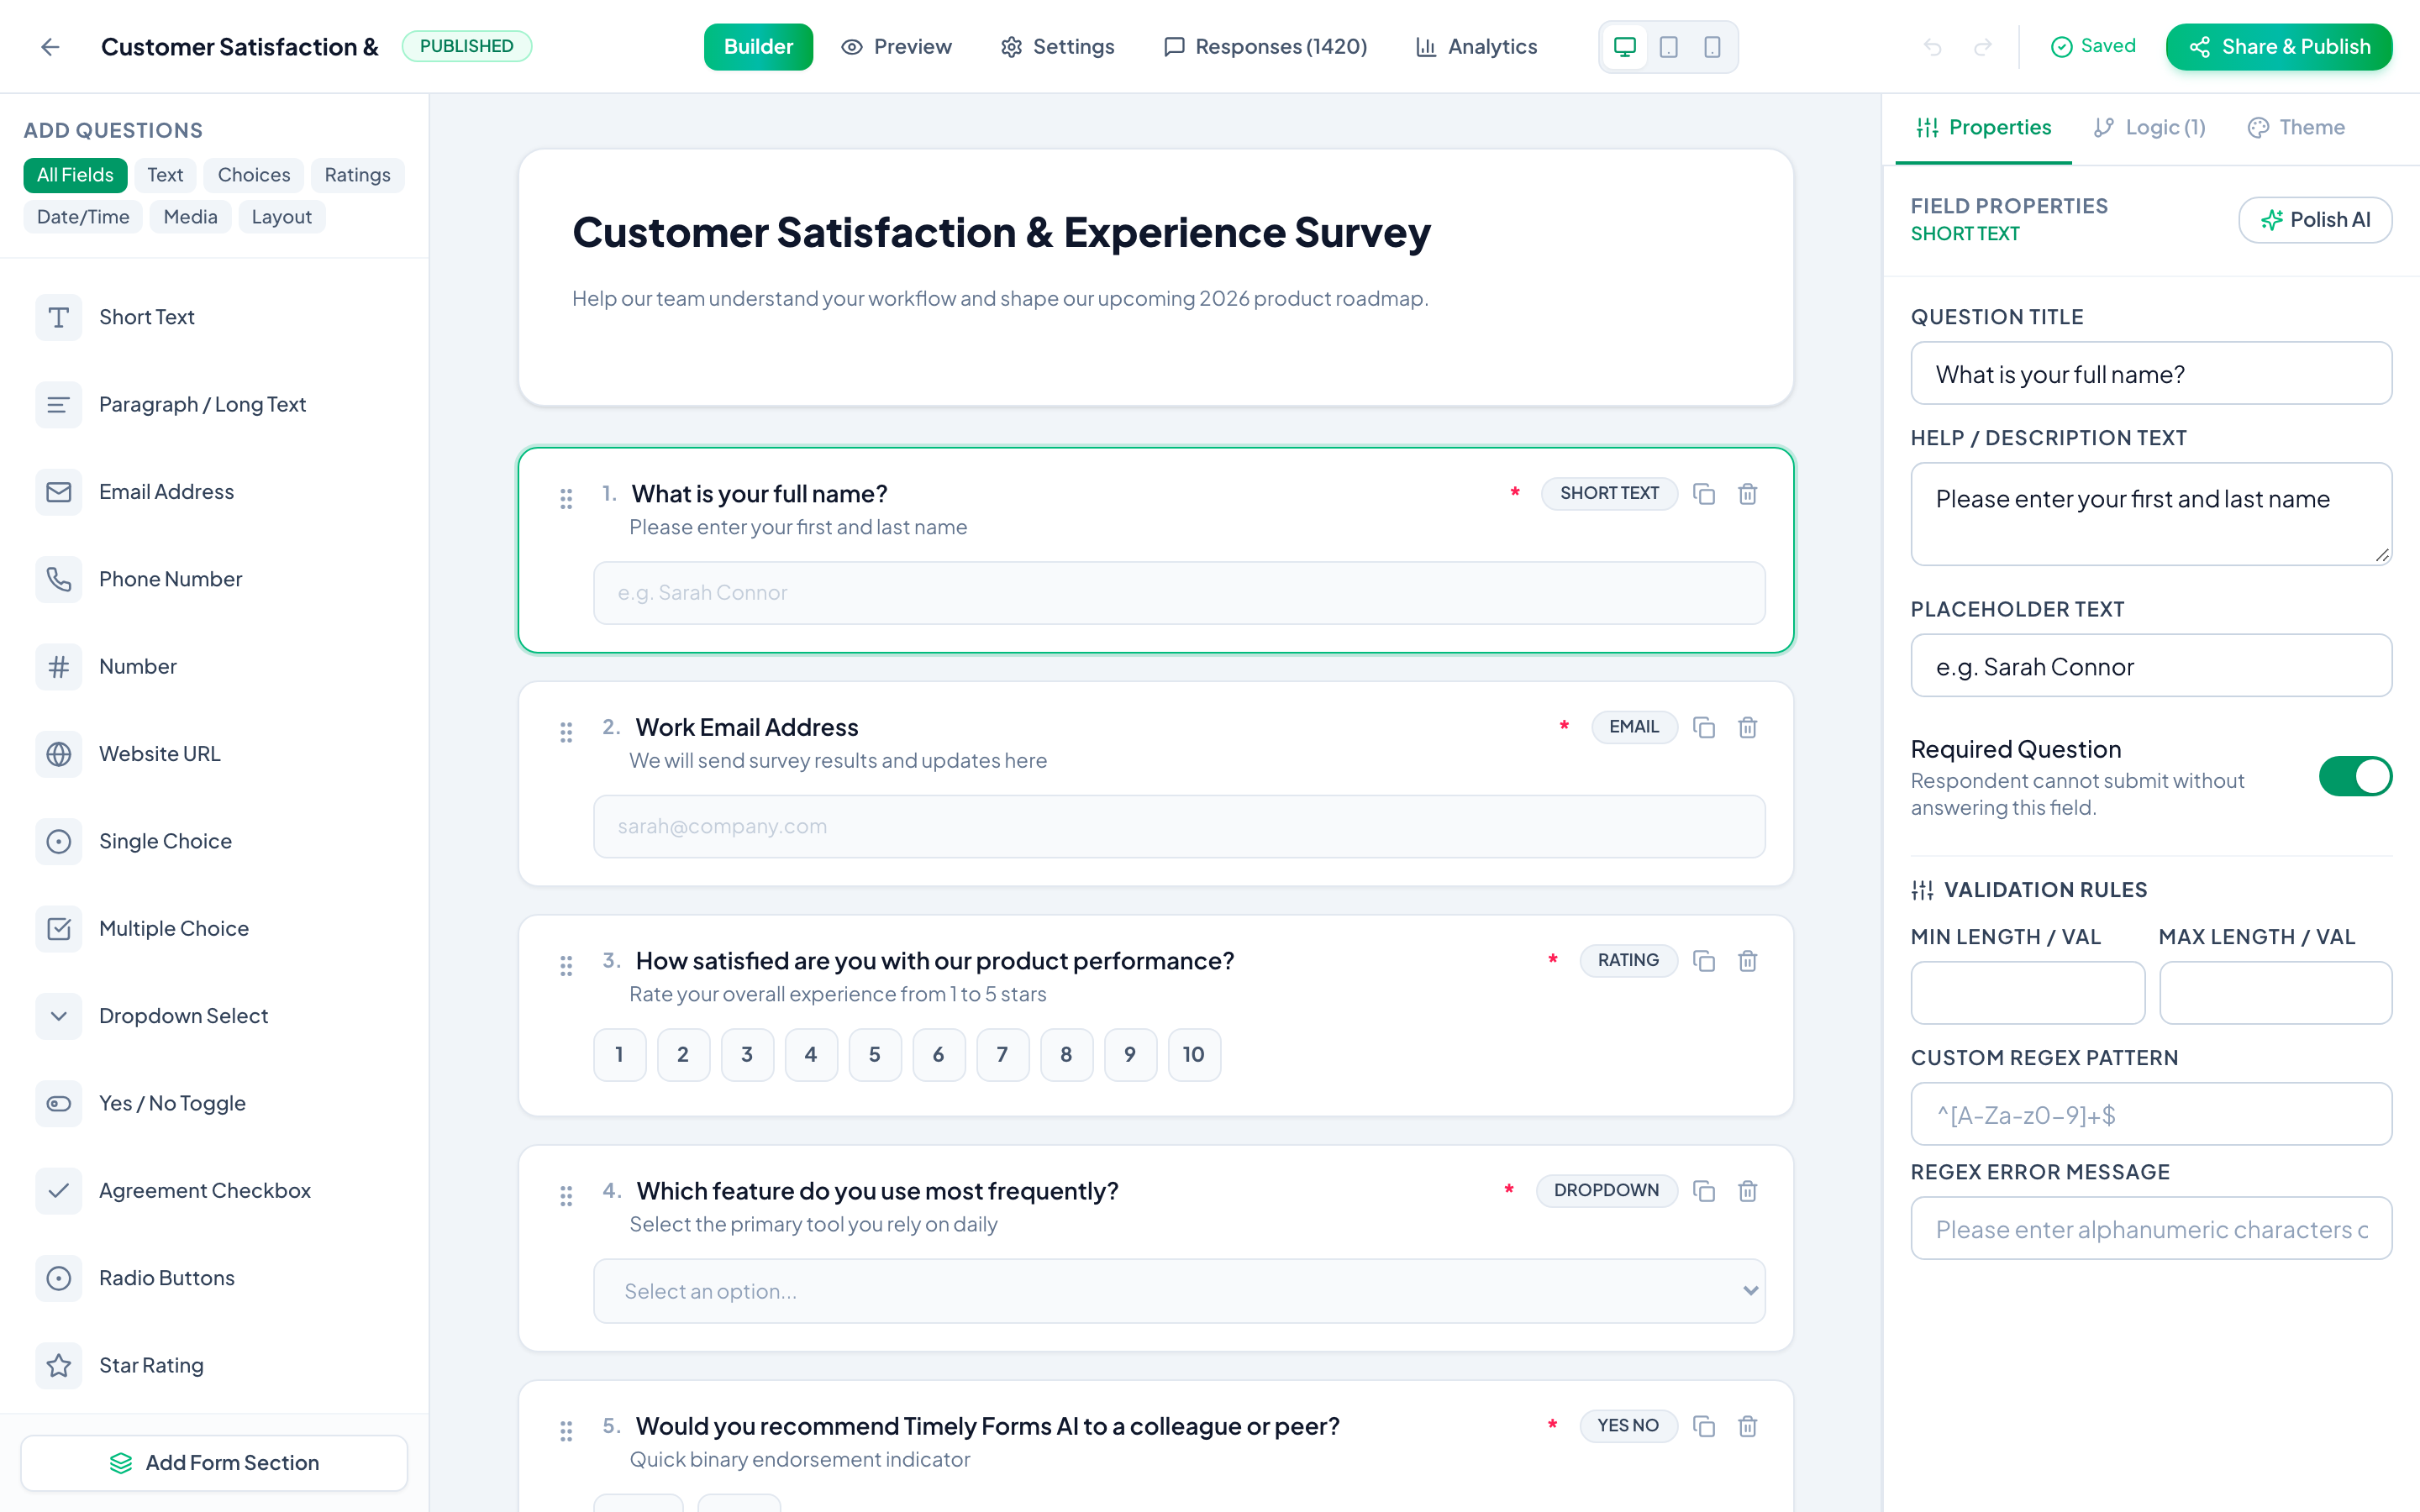 Customer Satisfaction &
PUBLISHED
Builder
Preview
Settings
Responses (1420)
Analytics
Saved
Share & Publish
ADD QUESTIONS
All Fields
Text
Choices
Ratings
Date/Time
Media
Layout
Short Text
Paragraph / Long Text
Email Address
Phone Number
Number
Website URL
Single Choice
Multiple Choice
Dropdown Select
Yes / No Toggle
Agreement Checkbox
Radio Buttons
Star Rating
Add Form Section
Customer Satisfaction & Experience Survey
Help our team understand your workflow and shape our upcoming 2026 product roadmap.
1. What is your full name? * SHORT TEXT
Please enter your first and last name
e.g. Sarah Connor
2. Work Email Address * EMAIL
We will send survey results and updates here
sarah@company.com
3. How satisfied are you with our product performance? * RATING
Rate your overall experience from 1 to 5 stars
1 2 3 4 5 6 7 8 9 10
4. Which feature do you use most frequently? * DROPDOWN
Select the primary tool you rely on daily
Select an option...
5. Would you recommend Timely Forms AI to a colleague or peer? * YES NO
Quick binary endorsement indicator
Properties
Logic (1)
Theme
FIELD PROPERTIES
SHORT TEXT
Polish AI
QUESTION TITLE
What is your full name?
HELP / DESCRIPTION TEXT
Please enter your first and last name
PLACEHOLDER TEXT
e.g. Sarah Connor
Required Question
Respondent cannot submit without
answering this field.
VALIDATION RULES
MIN LENGTH / VAL
MAX LENGTH / VAL
CUSTOM REGEX PATTERN
^[A-Za-z0-9]+$
REGEX ERROR MESSAGE
Please enter alphanumeric characters